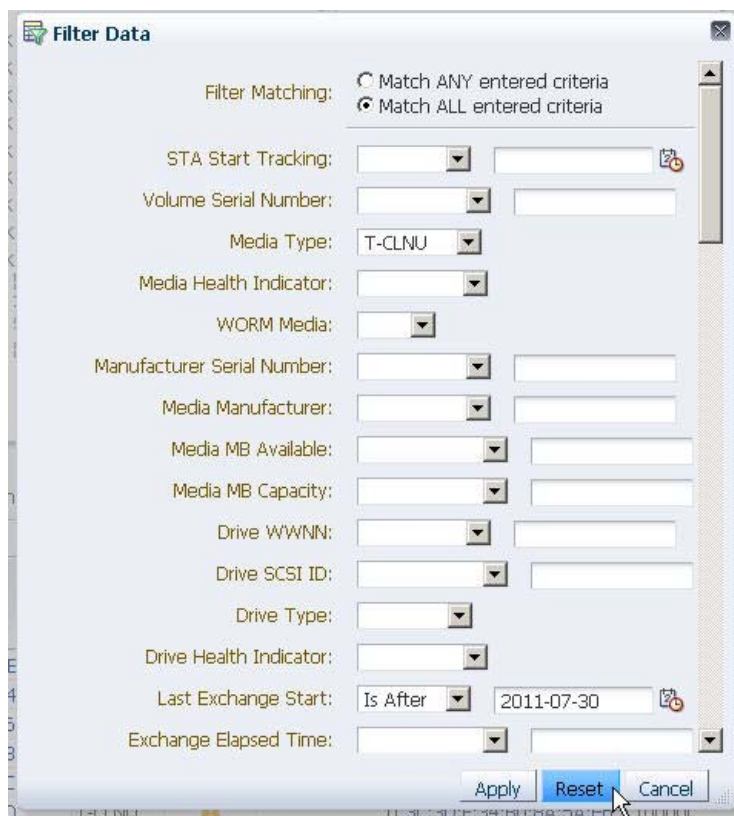 Filter Data
Filter Matching:
Match ANY entered criteria
Match ALL entered criteria
STA Start Tracking:
Volume Serial Number:
Media Type: T-CLNU
Media Health Indicator:
WORM Media:
Manufacturer Serial Number:
Media Manufacturer:
Media MB Available:
Media MB Capacity:
Drive WWNN:
Drive SCSI ID:
Drive Type:
Drive Health Indicator:
Last Exchange Start: Is After 2011-07-30
Exchange Elapsed Time:
Apply Reset Cancel